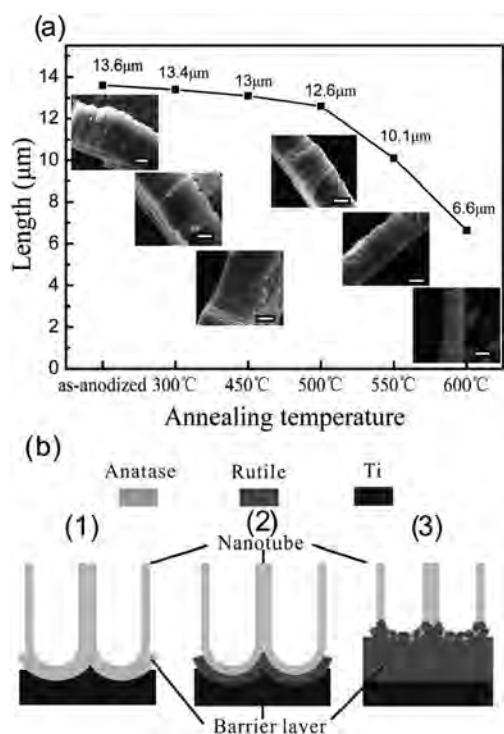 (a)
13.6μm 13.4μm 13μm 12.6μm 10.1μm 6.6μm
Length (μm)
14
12
10
8
6
4
2
0
as-anodized 300℃ 450℃ 500℃ 550℃ 600℃
Annealing temperature
(b)
Anatase Rutile Ti
(1) (2) (3)
Nanotube
Barrier layer